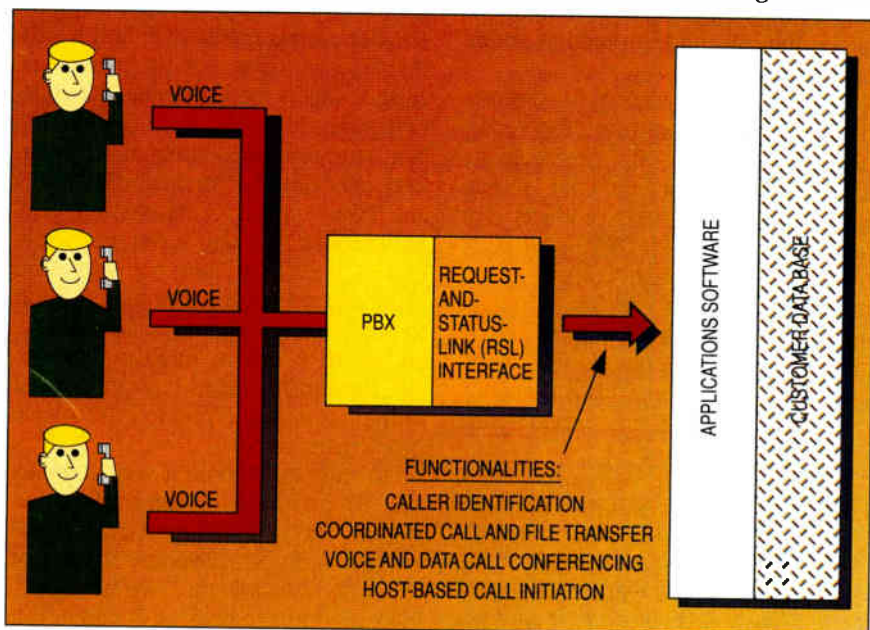 VOICE
VOICE
VOICE
PBX
REQUEST-
AND-
STATUS-
LINK (RSL)
INTERFACE
FUNCTIONALITIES:
CALLER IDENTIFICATION
COORDINATED CALL AND FILE TRANSFER
VOICE AND DATA CALL CONFERENCING
HOST-BASED CALL INITIATION
APPLICATIONS SOFTWARE
CUSTOMER DATABASE